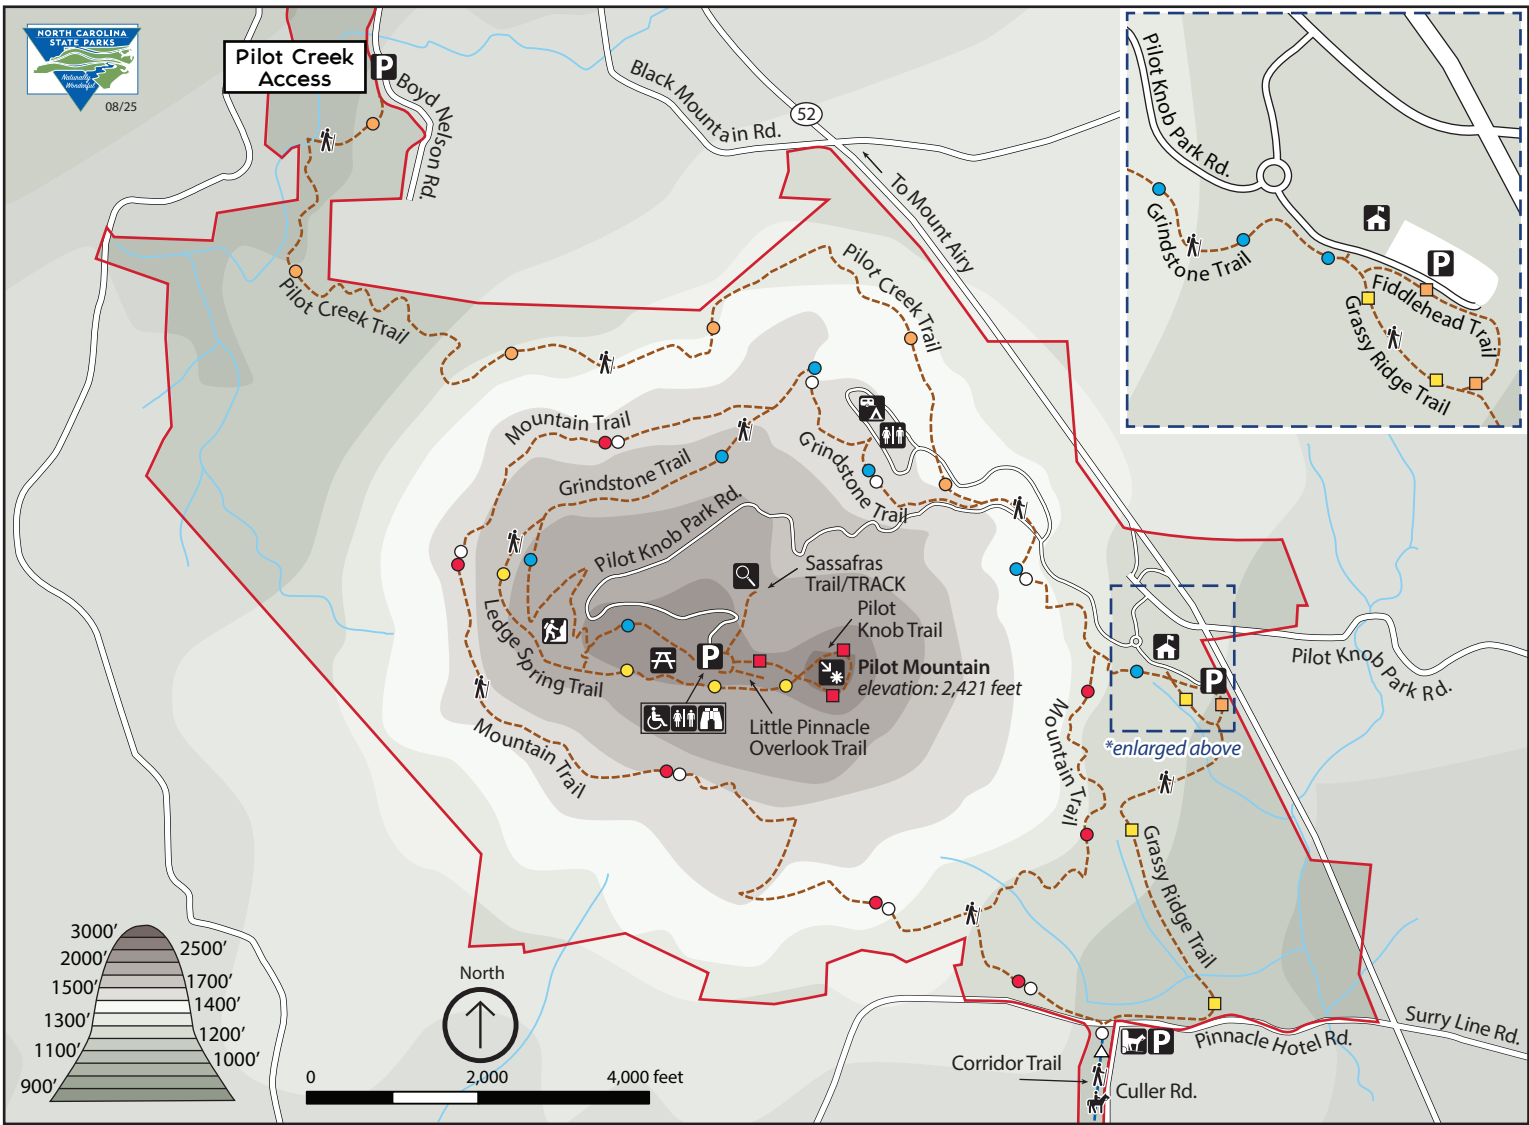 NORTH CAROLINA
STATE PARKS
Naturally
Wonderful
08/25
Pilot Creek
Access
P
Boyd Nelson Rd.
Black Mountain Rd.
52
To Mount Airy
Pilot Creek Trail
Pilot Creek Trail
Pilot Knob Park Rd.
Grindstone Trail
P
Fiddlehead Trail
Grassy Ridge Trail
Mountain Trail
Grindstone Trail
Grindstone Trail
Pilot Knob Park Rd.
Sassafras
Trail/TRACK
Pilot
Knob Trail
Pilot Mountain
elevation: 2,421 feet
P
Ledge Spring Trail
Little Pinnacle
Overlook Trail
Mountain Trail
Mountain Trail
P
*enlarged above
Pilot Knob Park Rd.
Grassy Ridge Trail
3000'
2500'
2000'
1700'
1500'
1400'
1300'
1200'
1100'
1000'
900'
North
0
2,000
4,000 feet
Corridor Trail
Culler Rd.
P
Pinnacle Hotel Rd.
Surry Line Rd.